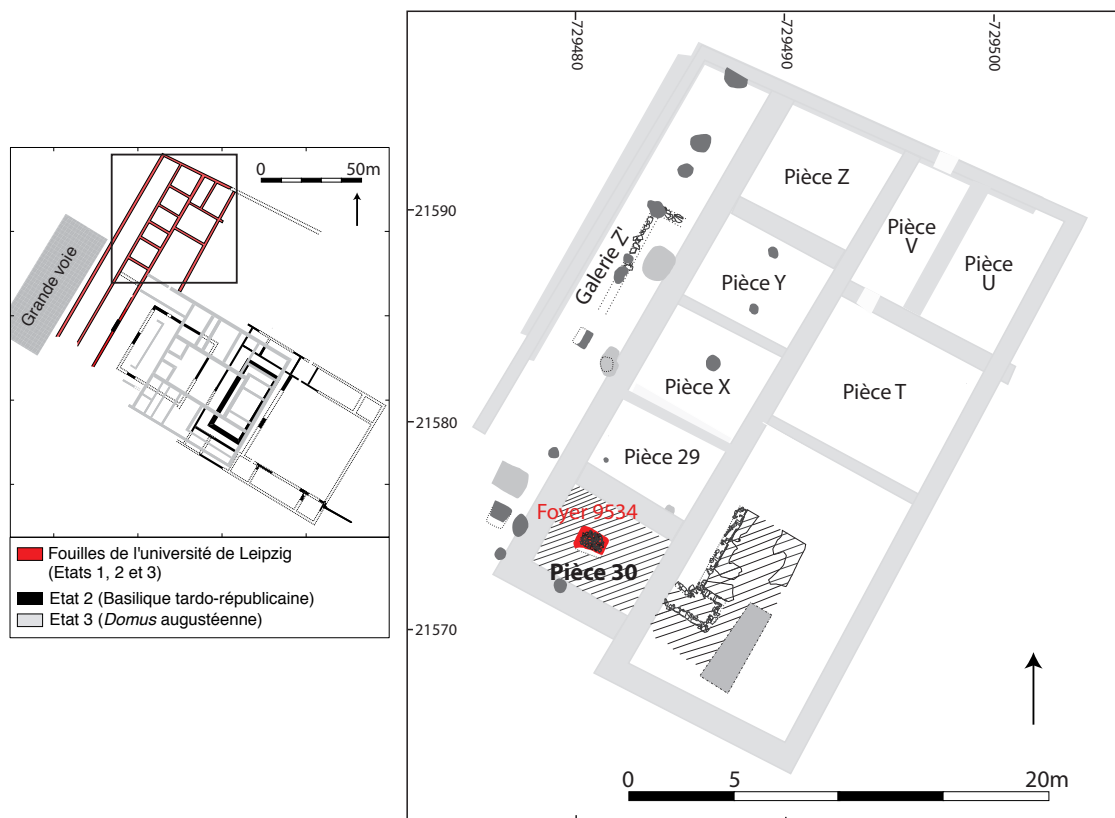 0 50m
Grande voie
Fouilles de l'université de Leipzig
(Etats 1, 2 et 3)
Etat 2 (Basilique tardo-républicaine)
Etat 3 (Domus augustéenne)
729480
729490
729500
21590
21580
21570
Pièce Z
Pièce
V
Pièce
U
Galerie Z'
Pièce Y
Pièce X
Pièce T
Pièce 29
Foyer 9534
Pièce 30
0 5 20m